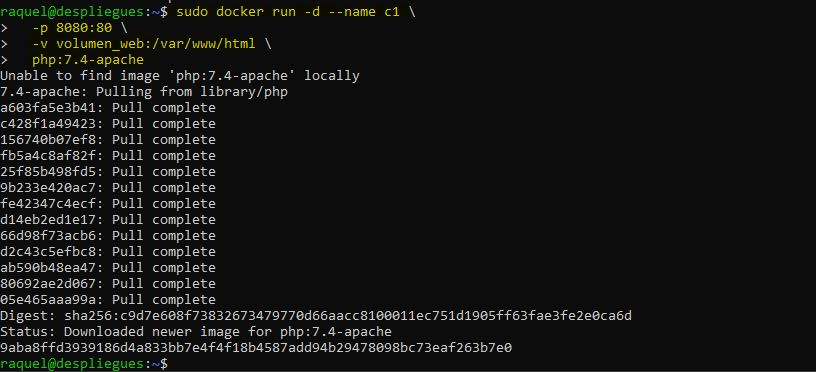 raquel@despliegues:~$ sudo docker run -d --name c1 \
>   -p 8080:80 \
>   -v volumen_web:/var/www/html \
>   php:7.4-apache
Unable to find image 'php:7.4-apache' locally
7.4-apache: Pulling from library/php
a603fa5e3b41: Pull complete
c428f1a49423: Pull complete
156740b07ef8: Pull complete
fb5a4c8af82f: Pull complete
25f85b498fd5: Pull complete
9b233e420ac7: Pull complete
fe42347c4ecf: Pull complete
d14eb2ed1e17: Pull complete
66d98f73acb6: Pull complete
d2c43c5efbc8: Pull complete
ab590b48ea47: Pull complete
80692ae2d067: Pull complete
05e465aaa99a: Pull complete
Digest: sha256:c9d7e608f73832673479770d66aacc8100011ec751d1905ff63fae3fe2e0ca6d
Status: Downloaded newer image for php:7.4-apache
9aba8ffd3939186d4a833bb7e4f4f18b4587add94b29478098bc73eaf263b7e0
raquel@despliegues:~$